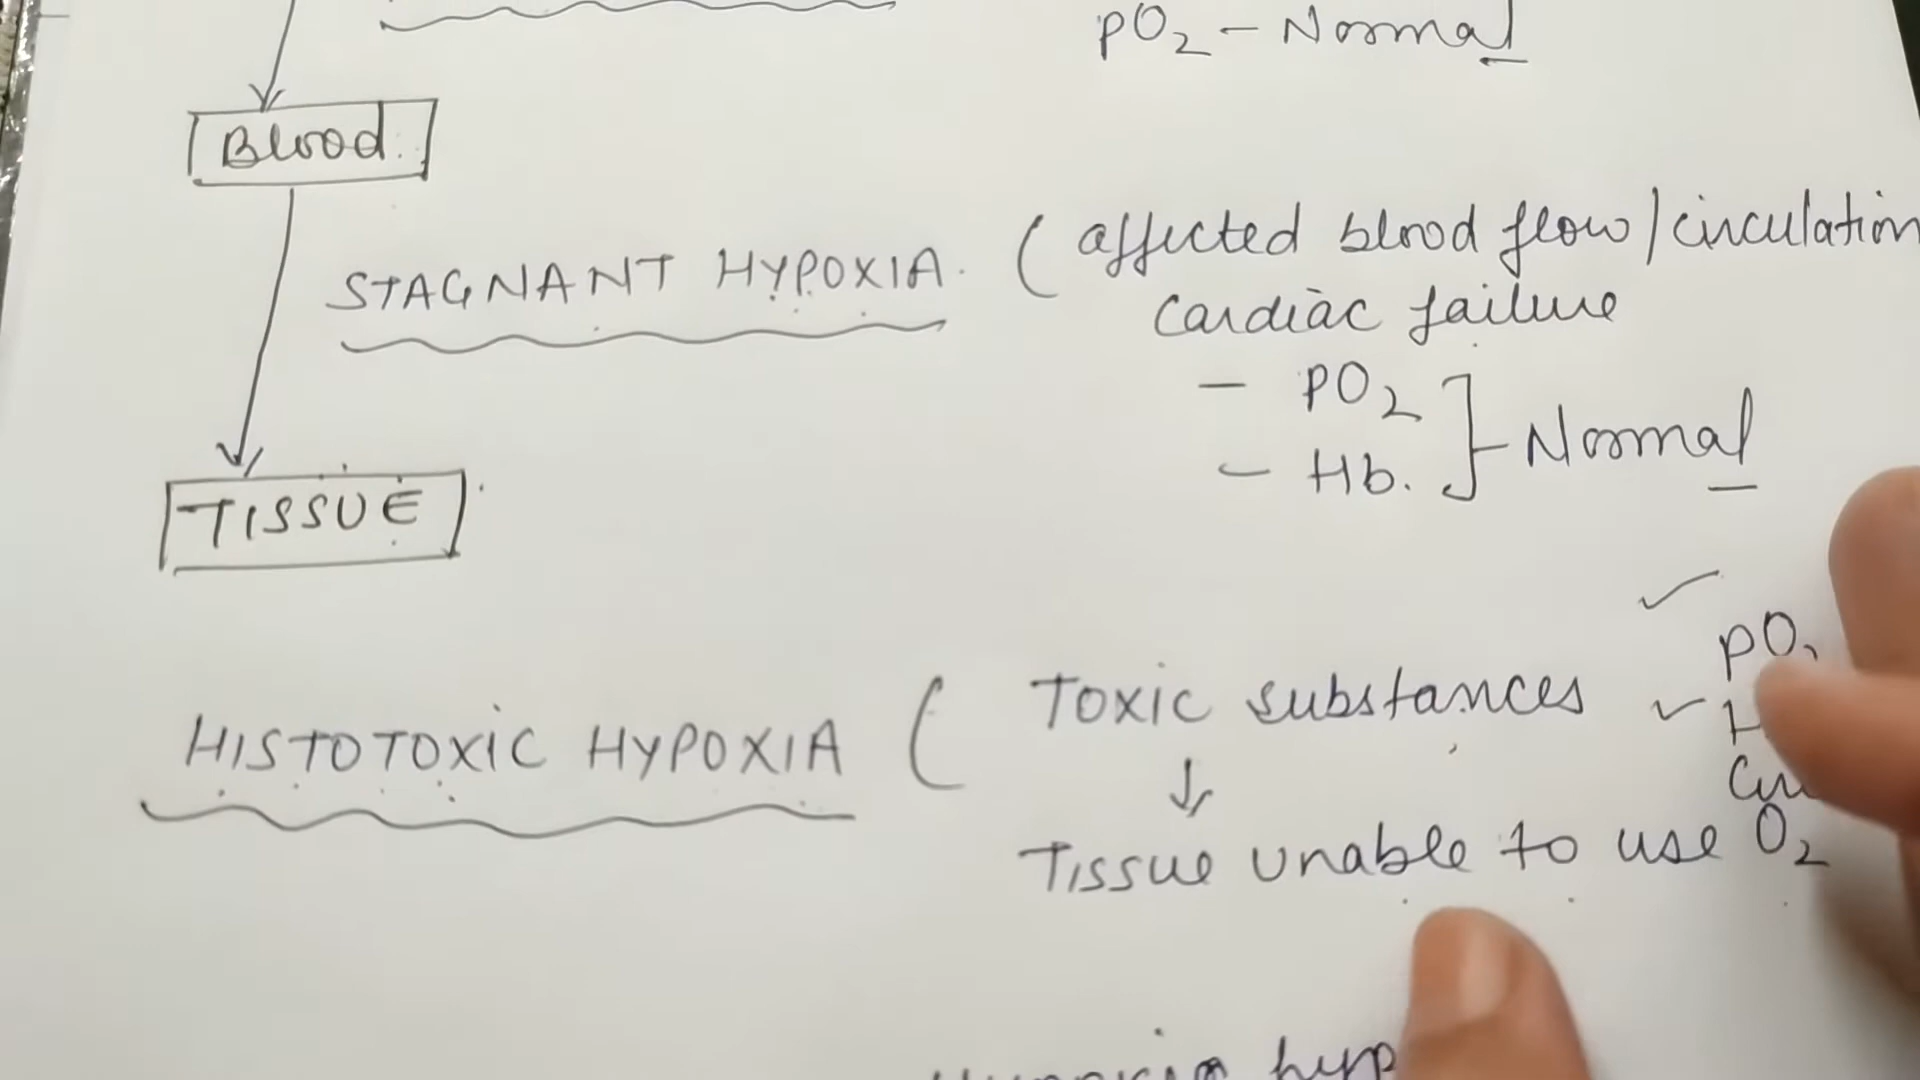 PO2 - Normal
Blood
STAGNANT HYPOXIA. ( affected blood flow/circulation
cardiac failure
- PO2
- Hb. ] - Normal
TISSUE
✓ PO2
HISTOTOXIC HYPOXIA ( Toxic substances ✓
↓
Tissue unable to use O2